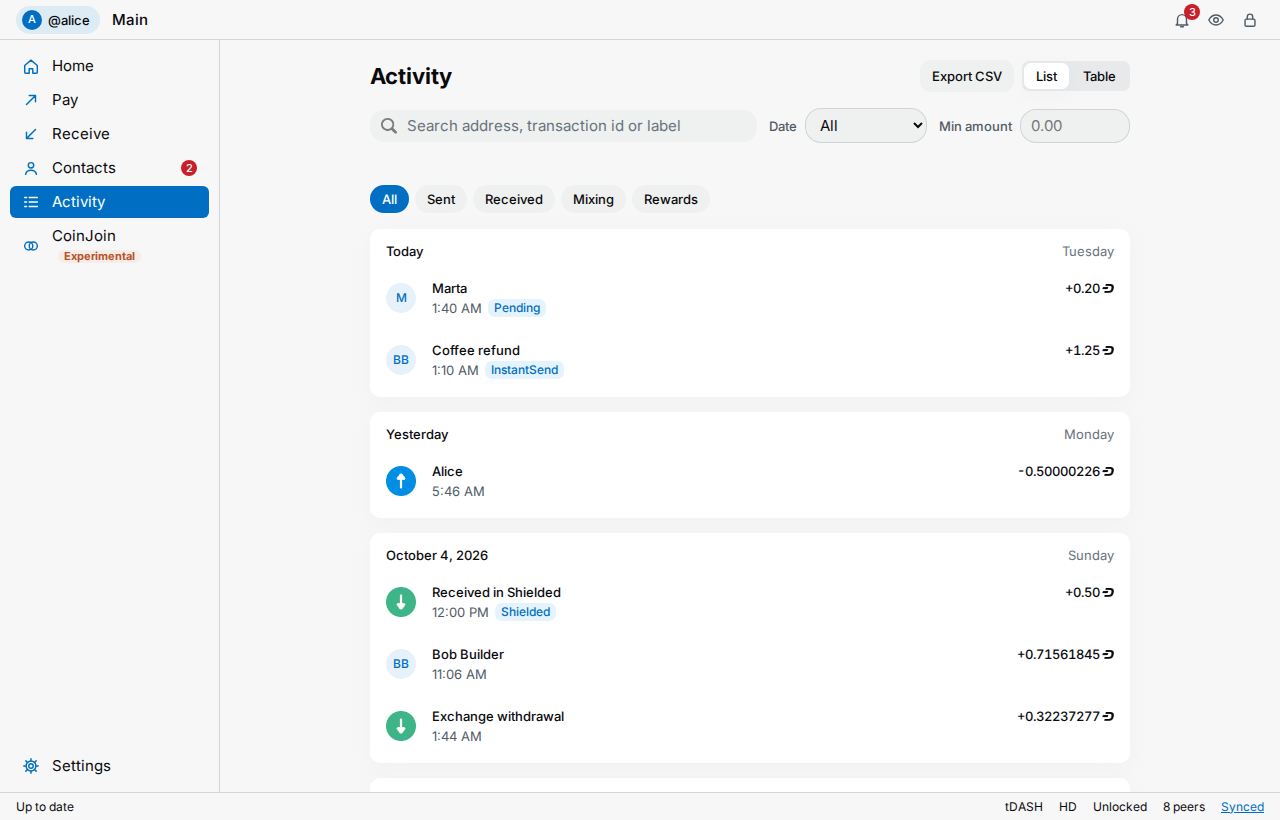 A @alice Main 3
Home
Pay
Receive
Contacts 2
Activity
CoinJoin
Experimental
Settings
Activity Export CSV List Table
Search address, transaction id or label Date All Min amount 0.00
All Sent Received Mixing Rewards
Today Tuesday
M Marta +0.20
1:40 AM Pending
BB Coffee refund +1.25
1:10 AM InstantSend
Yesterday Monday
Alice -0.50000226
5:46 AM
October 4, 2026 Sunday
Received in Shielded +0.50
12:00 PM Shielded
BB Bob Builder +0.71561845
11:06 AM
Exchange withdrawal +0.32237277
1:44 AM
Up to date tDASH HD Unlocked 8 peers Synced